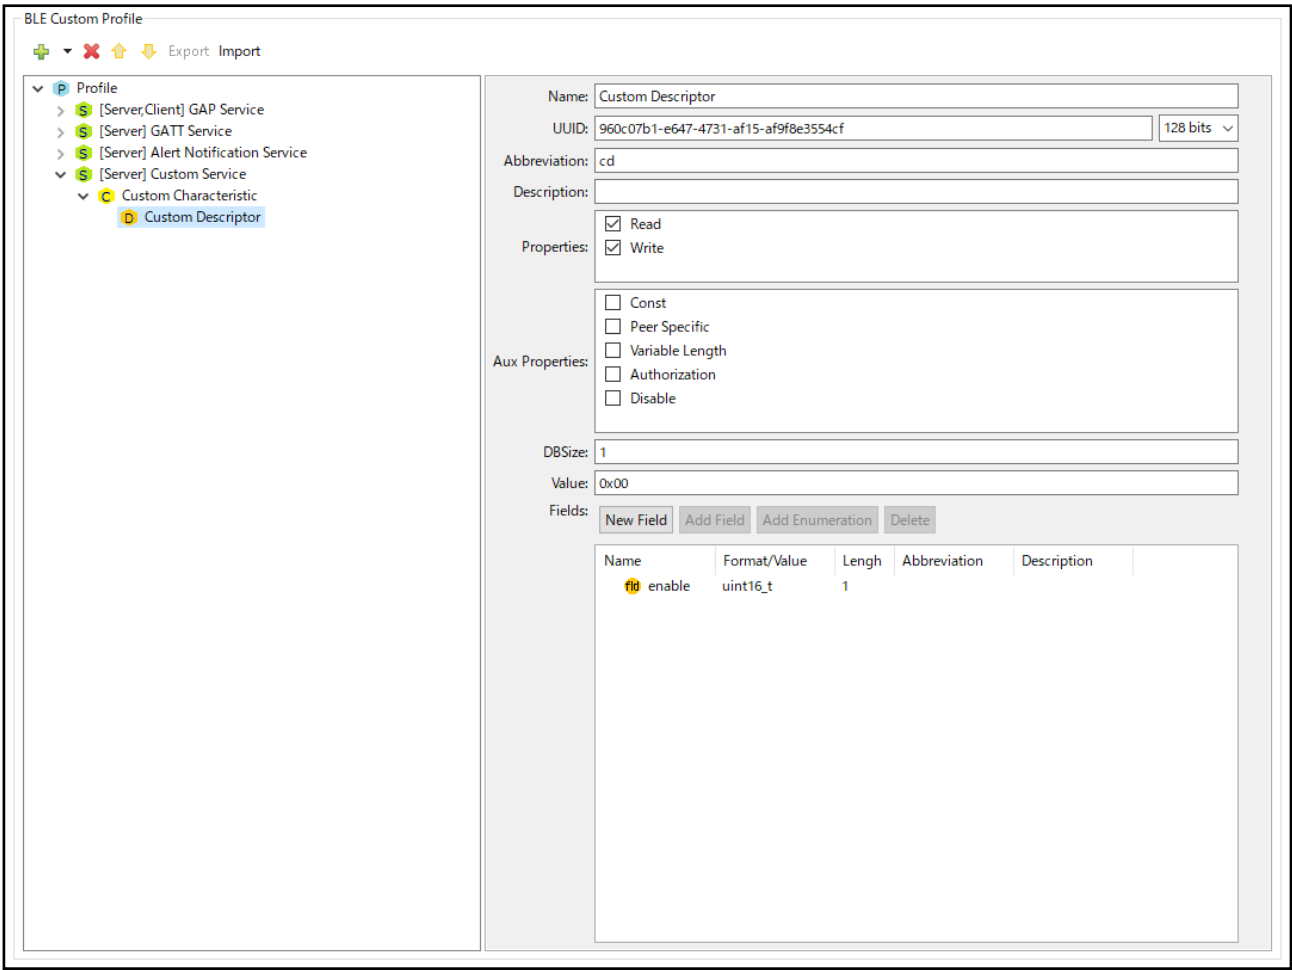 BLE Custom Profile
Export Import
P Profile
S [Server,Client] GAP Service
S [Server] GATT Service
S [Server] Alert Notification Service
S [Server] Custom Service
C Custom Characteristic
D Custom Descriptor
Name: Custom Descriptor
UUID: 960c07b1-e647-4731-af15-af9f8e3554cf 128 bits
Abbreviation: cd
Description:
Properties:
Read
Write
Aux Properties:
Const
Peer Specific
Variable Length
Authorization
Disable
DBSize: 1
Value: 0x00
Fields: New Field Add Field Add Enumeration Delete
Name Format/Value Lengh Abbreviation Description
fld enable uint16_t 1